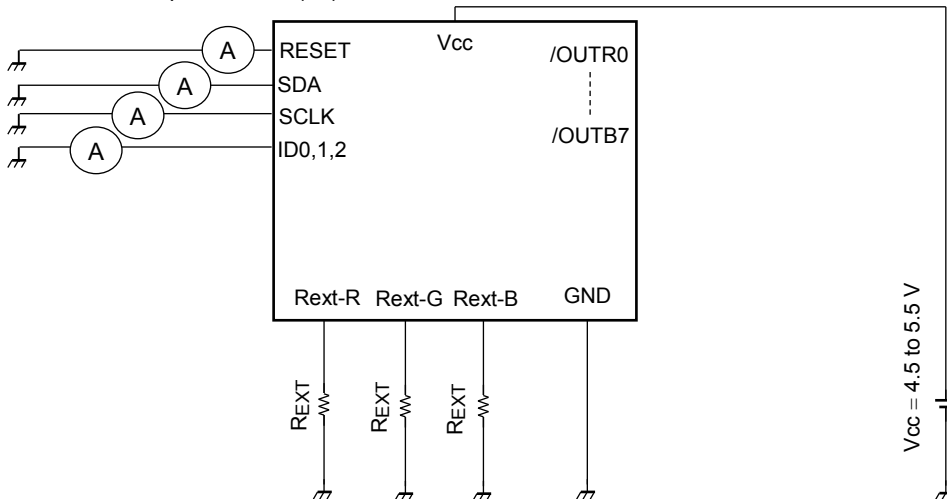 Vcc
A RESET
/OUTR0
A SDA
A SCLK
/OUTB7
A ID0,1,2
Rext-R Rext-G Rext-B GND
REXT REXT REXT
Vcc = 4.5 to 5.5 V